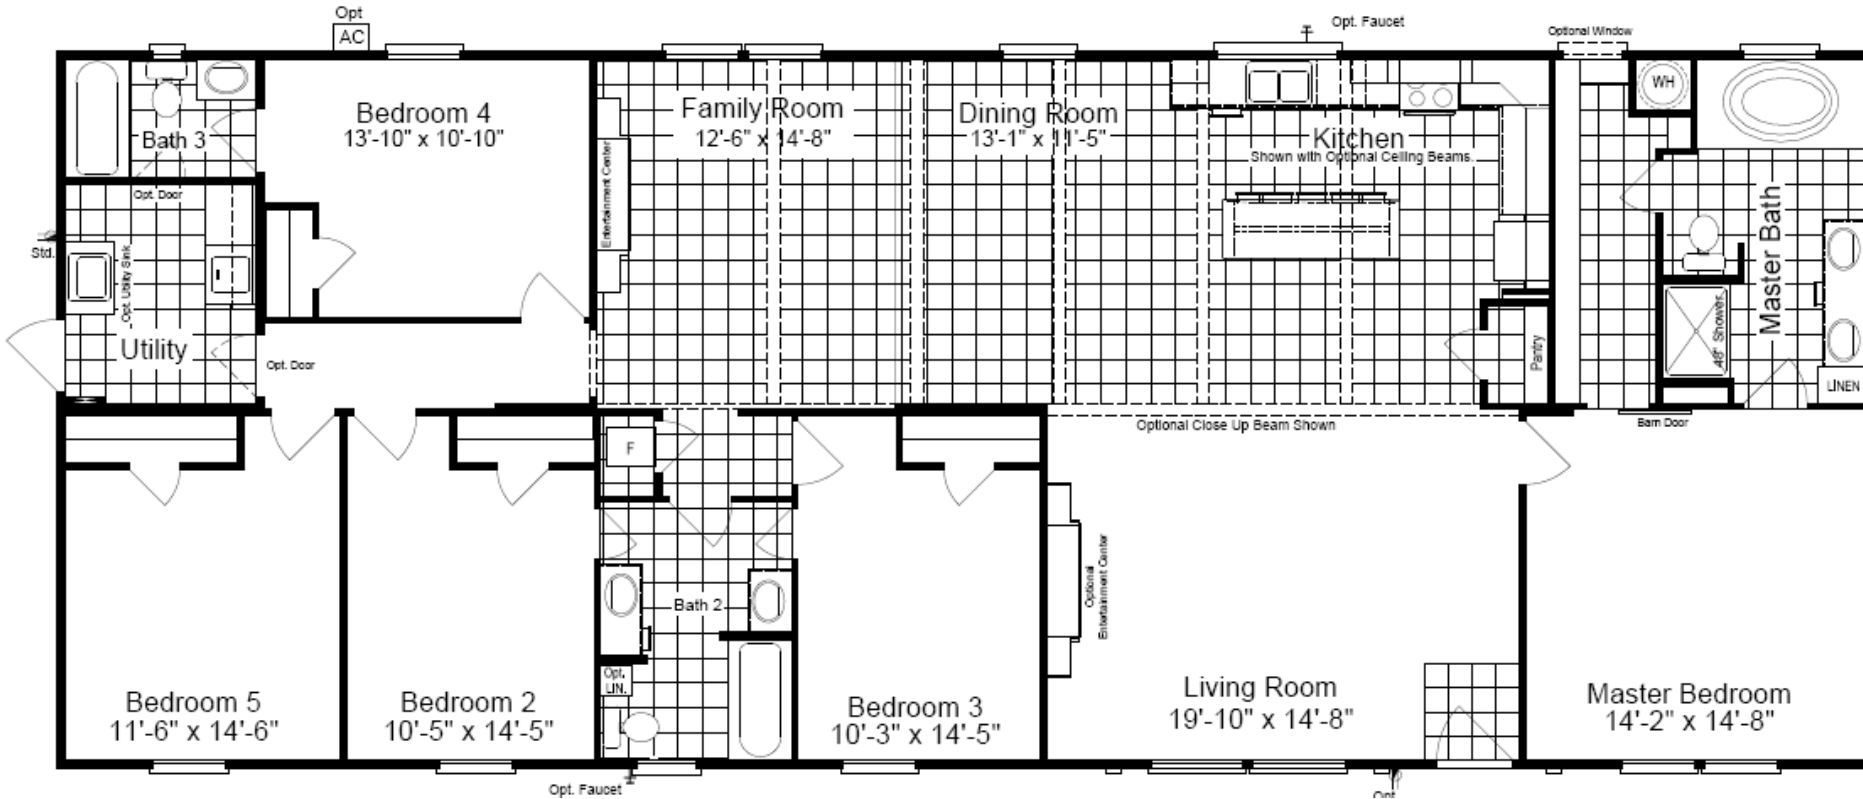 Opt
AC
Opt. Faucet
Optional Window
Bath 3
Bedroom 4
13'-10" x 10'-10"
Entertainment Center
Family Room
12'-6" x 14'-8"
Dining Room
13'-1" x 11'-5"
Kitchen
Shown with Optional Ceiling Beams.
WH
Master Bath
48" Shower
LINEN
Pantry
Std.
Opt. Door
Opt. Utility Sink
Utility
Opt. Door
Optional Close Up Beam Shown
Barn Door
F
Bath 2
Opt.
LIN.
Optional
Entertainment Center
Bedroom 5
11'-6" x 14'-6"
Bedroom 2
10'-5" x 14'-5"
Bedroom 3
10'-3" x 14'-5"
Living Room
19'-10" x 14'-8"
Master Bedroom
14'-2" x 14'-8"
Opt. Faucet
Opt